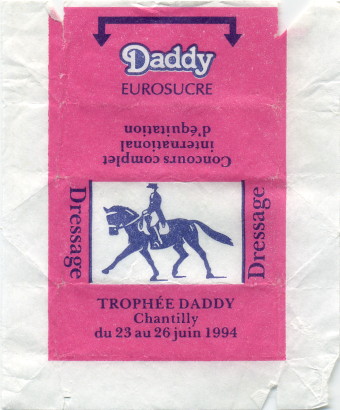 Daddy
EUROSUCRE
Concours complet
international
d'équitation
Dressage
Dressage
TROPHÉE DADDY
Chantilly
du 23 au 26 juin 1994